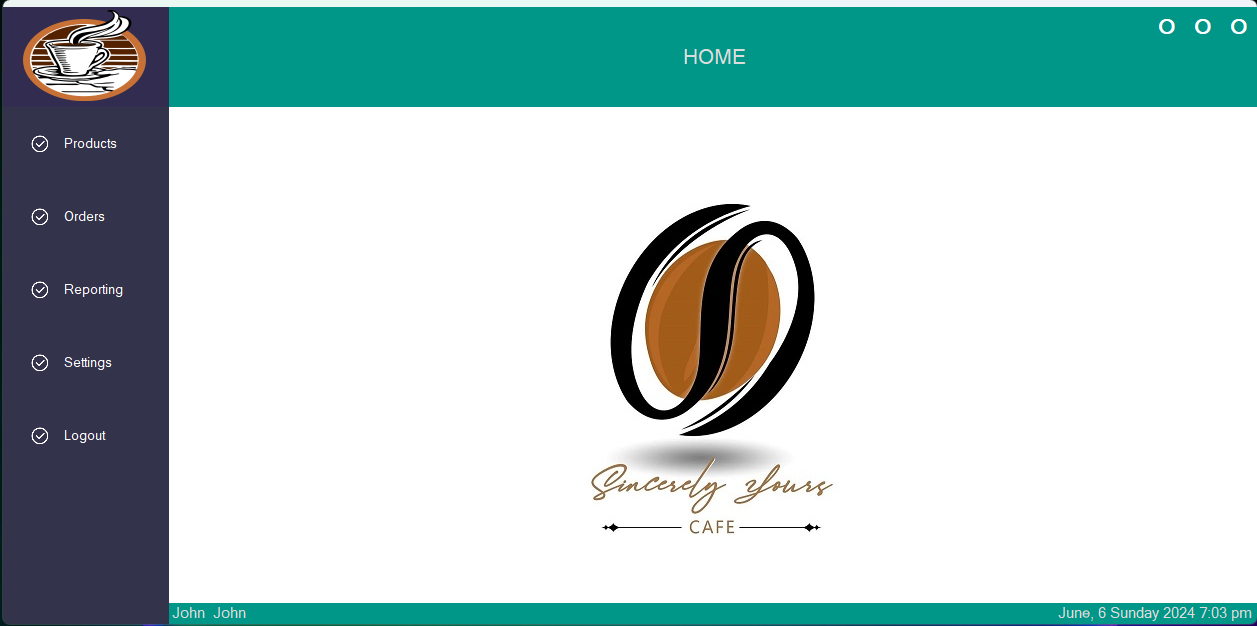 HOME
O O O
Products
Orders
Reporting
Settings
Logout
Sincerely Yours
CAFE
John John
June, 6 Sunday 2024 7:03 pm